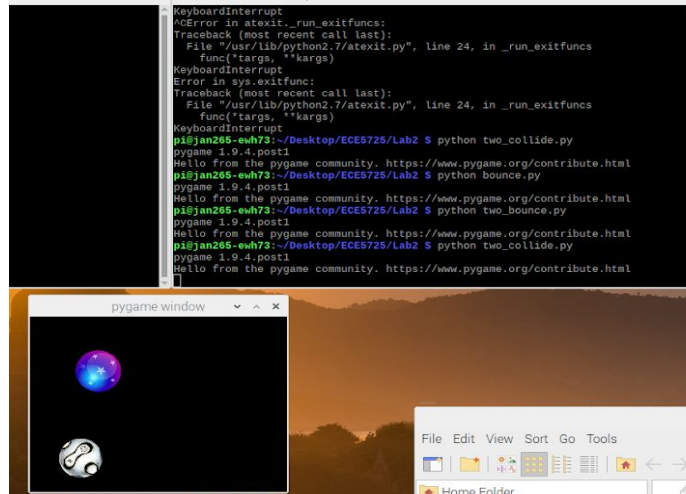 KeyboardInterrupt
^CError in atexit._run_exitfuncs:
Traceback (most recent call last):
  File "/usr/lib/python2.7/atexit.py", line 24, in _run_exitfuncs
    func(*targs, **kargs)
KeyboardInterrupt
Error in sys.exitfunc:
Traceback (most recent call last):
  File "/usr/lib/python2.7/atexit.py", line 24, in _run_exitfuncs
    func(*targs, **kargs)
KeyboardInterrupt
pi@jan265-ewh73:~/Desktop/ECE5725/Lab2 $ python two_collide.py
pygame 1.9.4.post1
Hello from the pygame community. https://www.pygame.org/contribute.html
pi@jan265-ewh73:~/Desktop/ECE5725/Lab2 $ python bounce.py
pygame 1.9.4.post1
Hello from the pygame community. https://www.pygame.org/contribute.html
pi@jan265-ewh73:~/Desktop/ECE5725/Lab2 $ python two_bounce.py
pygame 1.9.4.post1
Hello from the pygame community. https://www.pygame.org/contribute.html
pi@jan265-ewh73:~/Desktop/ECE5725/Lab2 $ python two_collide.py
pygame 1.9.4.post1
Hello from the pygame community. https://www.pygame.org/contribute.html
pygame window
File Edit View Sort Go Tools
Home Folder